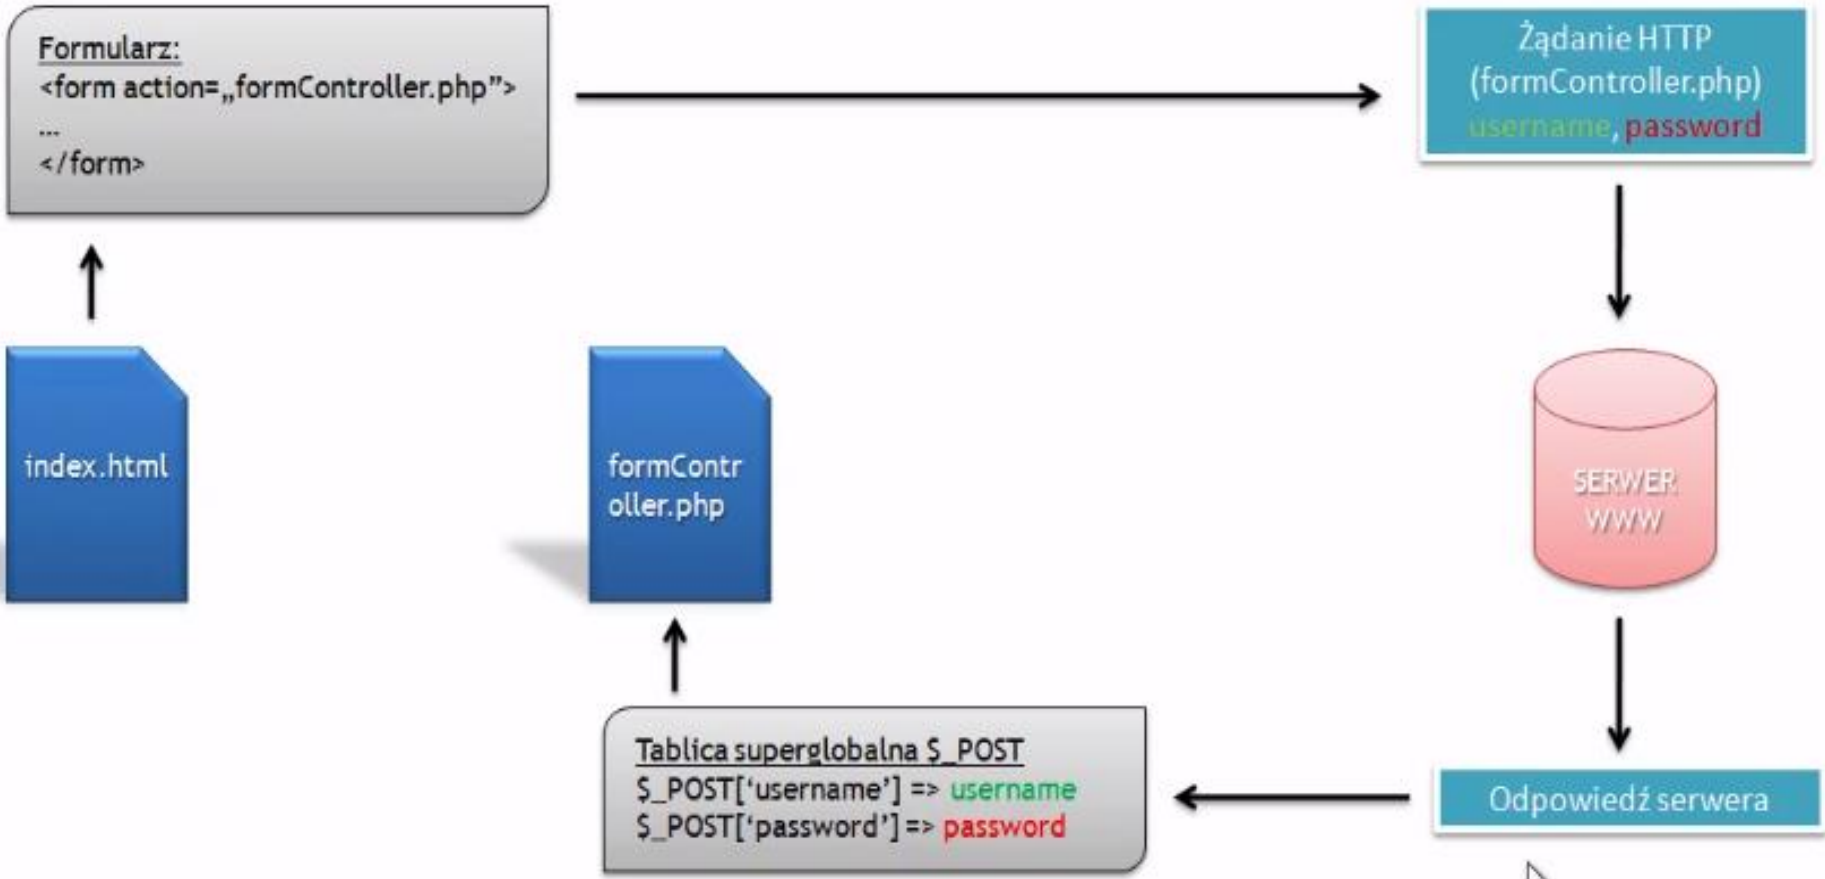 Formularz:
<form action=„formController.php”>
...
</form>
Żądanie HTTP
(formController.php)
username, password
index.html
formContr
oller.php
SERWER
WWW
Tablica superglobalna $_POST
$_POST[‘username’] => username
$_POST[‘password’] => password
Odpowiedź serwera